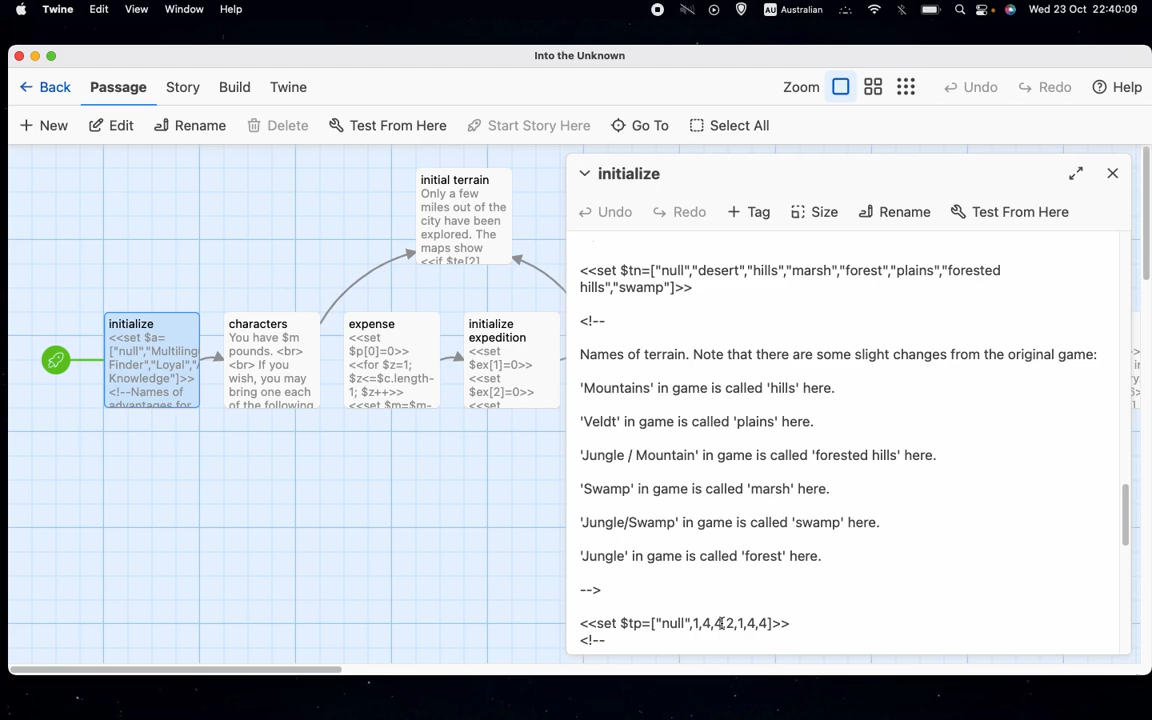 Twine Edit View Window Help
AU Australian
Wed 23 Oct 22:40:09
Into the Unknown
Back Passage Story Build Twine
Zoom Undo Redo Help
New Edit Rename Delete Test From Here Start Story Here Go To Select All
initial terrain
Only a few
miles out of the
city have been
explored. The
maps show
<<if $te[2]
initialize
<<set $a=
["null","Multiling
Finder","Loyal","
Knowledge"]>>
<!--Names of
advantages for
characters
You have $m
pounds. <br>
<br> If you
wish, you may
bring one each
of the following
expense
<<set
$p[0]=0>>
<<for $z=1;
$z<=$c.length-
1; $z++>>
<<set $m=$m-
initialize
expedition
<<set
$ex[1]=0>>
<<set
$ex[2]=0>>
<<set
initialize
Undo Redo Tag Size Rename Test From Here
<<set $tn=["null","desert","hills","marsh","forest","plains","forested
hills","swamp"]>>
<!--
Names of terrain. Note that there are some slight changes from the original game:
'Mountains' in game is called 'hills' here.
'Veldt' in game is called 'plains' here.
'Jungle / Mountain' in game is called 'forested hills' here.
'Swamp' in game is called 'marsh' here.
'Jungle/Swamp' in game is called 'swamp' here.
'Jungle' in game is called 'forest' here.
-->
<<set $tp=["null",1,4,4,2,1,4,4]>>
<!--